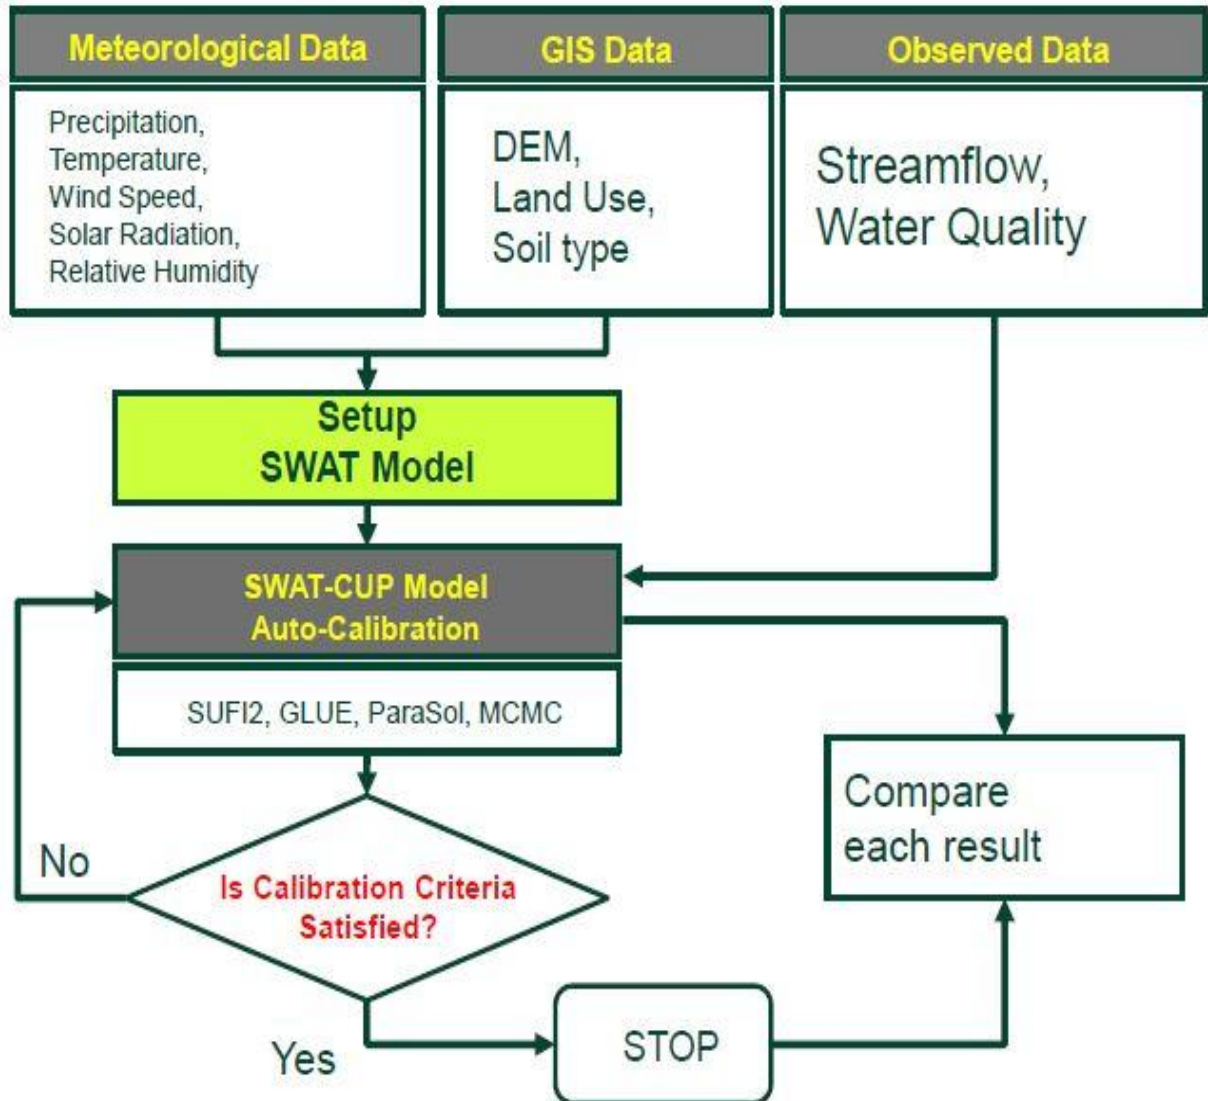 Meteorological Data
Precipitation,
Temperature,
Wind Speed,
Solar Radiation,
Relative Humidity
GIS Data
DEM,
Land Use,
Soil type
Observed Data
Streamflow,
Water Quality
Setup
SWAT Model
SWAT-CUP Model
Auto-Calibration
SUFI2, GLUE, ParaSol, MCMC
Is Calibration Criteria
Satisfied?
No
Yes
STOP
Compare
each result